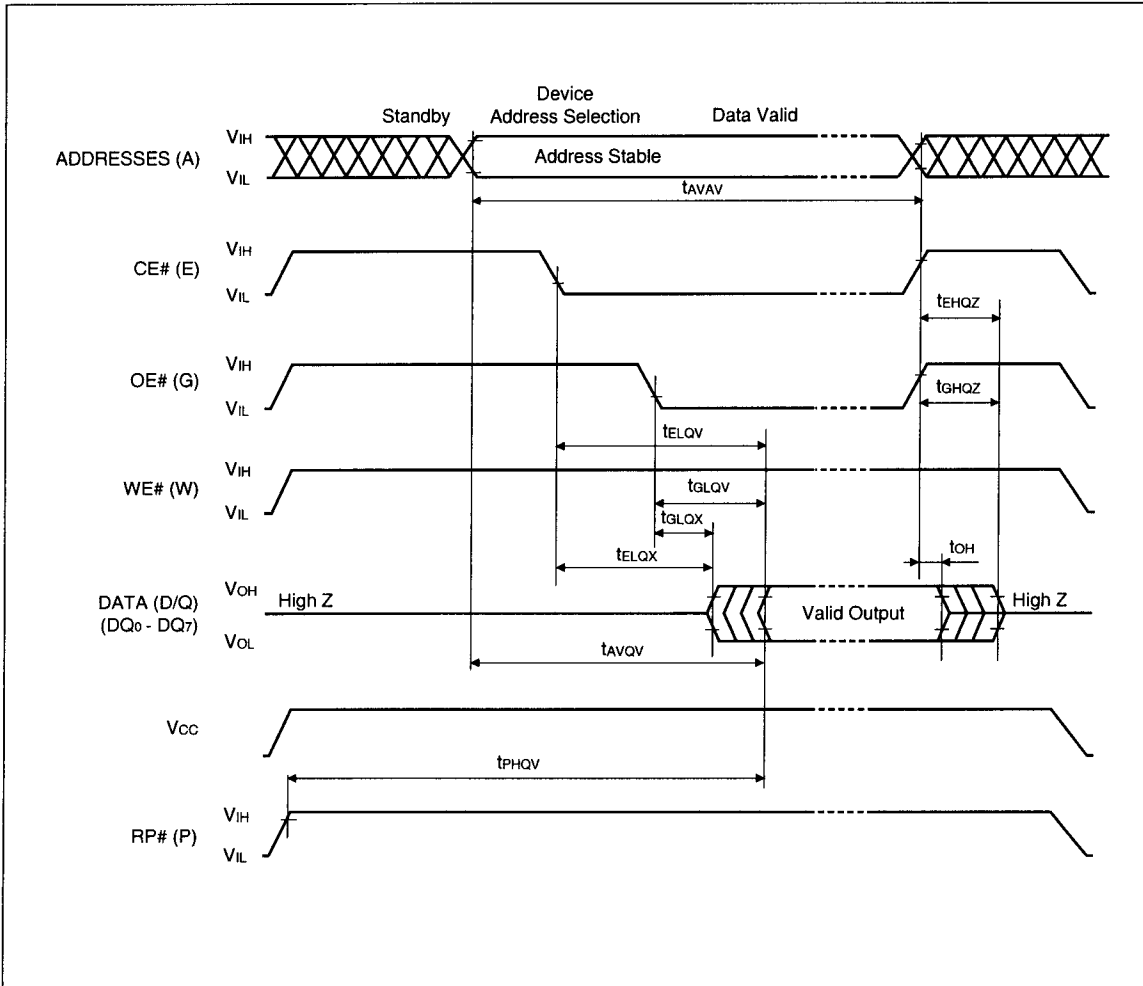 Device
Standby Address Selection Data Valid
VIH
ADDRESSES (A) Address Stable
VIL
tAVAV
VIH
CE# (E)
VIL
tEHQZ
VIH
OE# (G) tGHQZ
VIL
tELQV
VIH
WE# (W)
tGLQV
VIL
tGLQX
tOH
tELQX
VOH
High Z High Z
DATA (D/Q) Valid Output
(DQ0 - DQ7)
VOL
tAVQV
VCC
tPHQV
VIH
RP# (P)
VIL